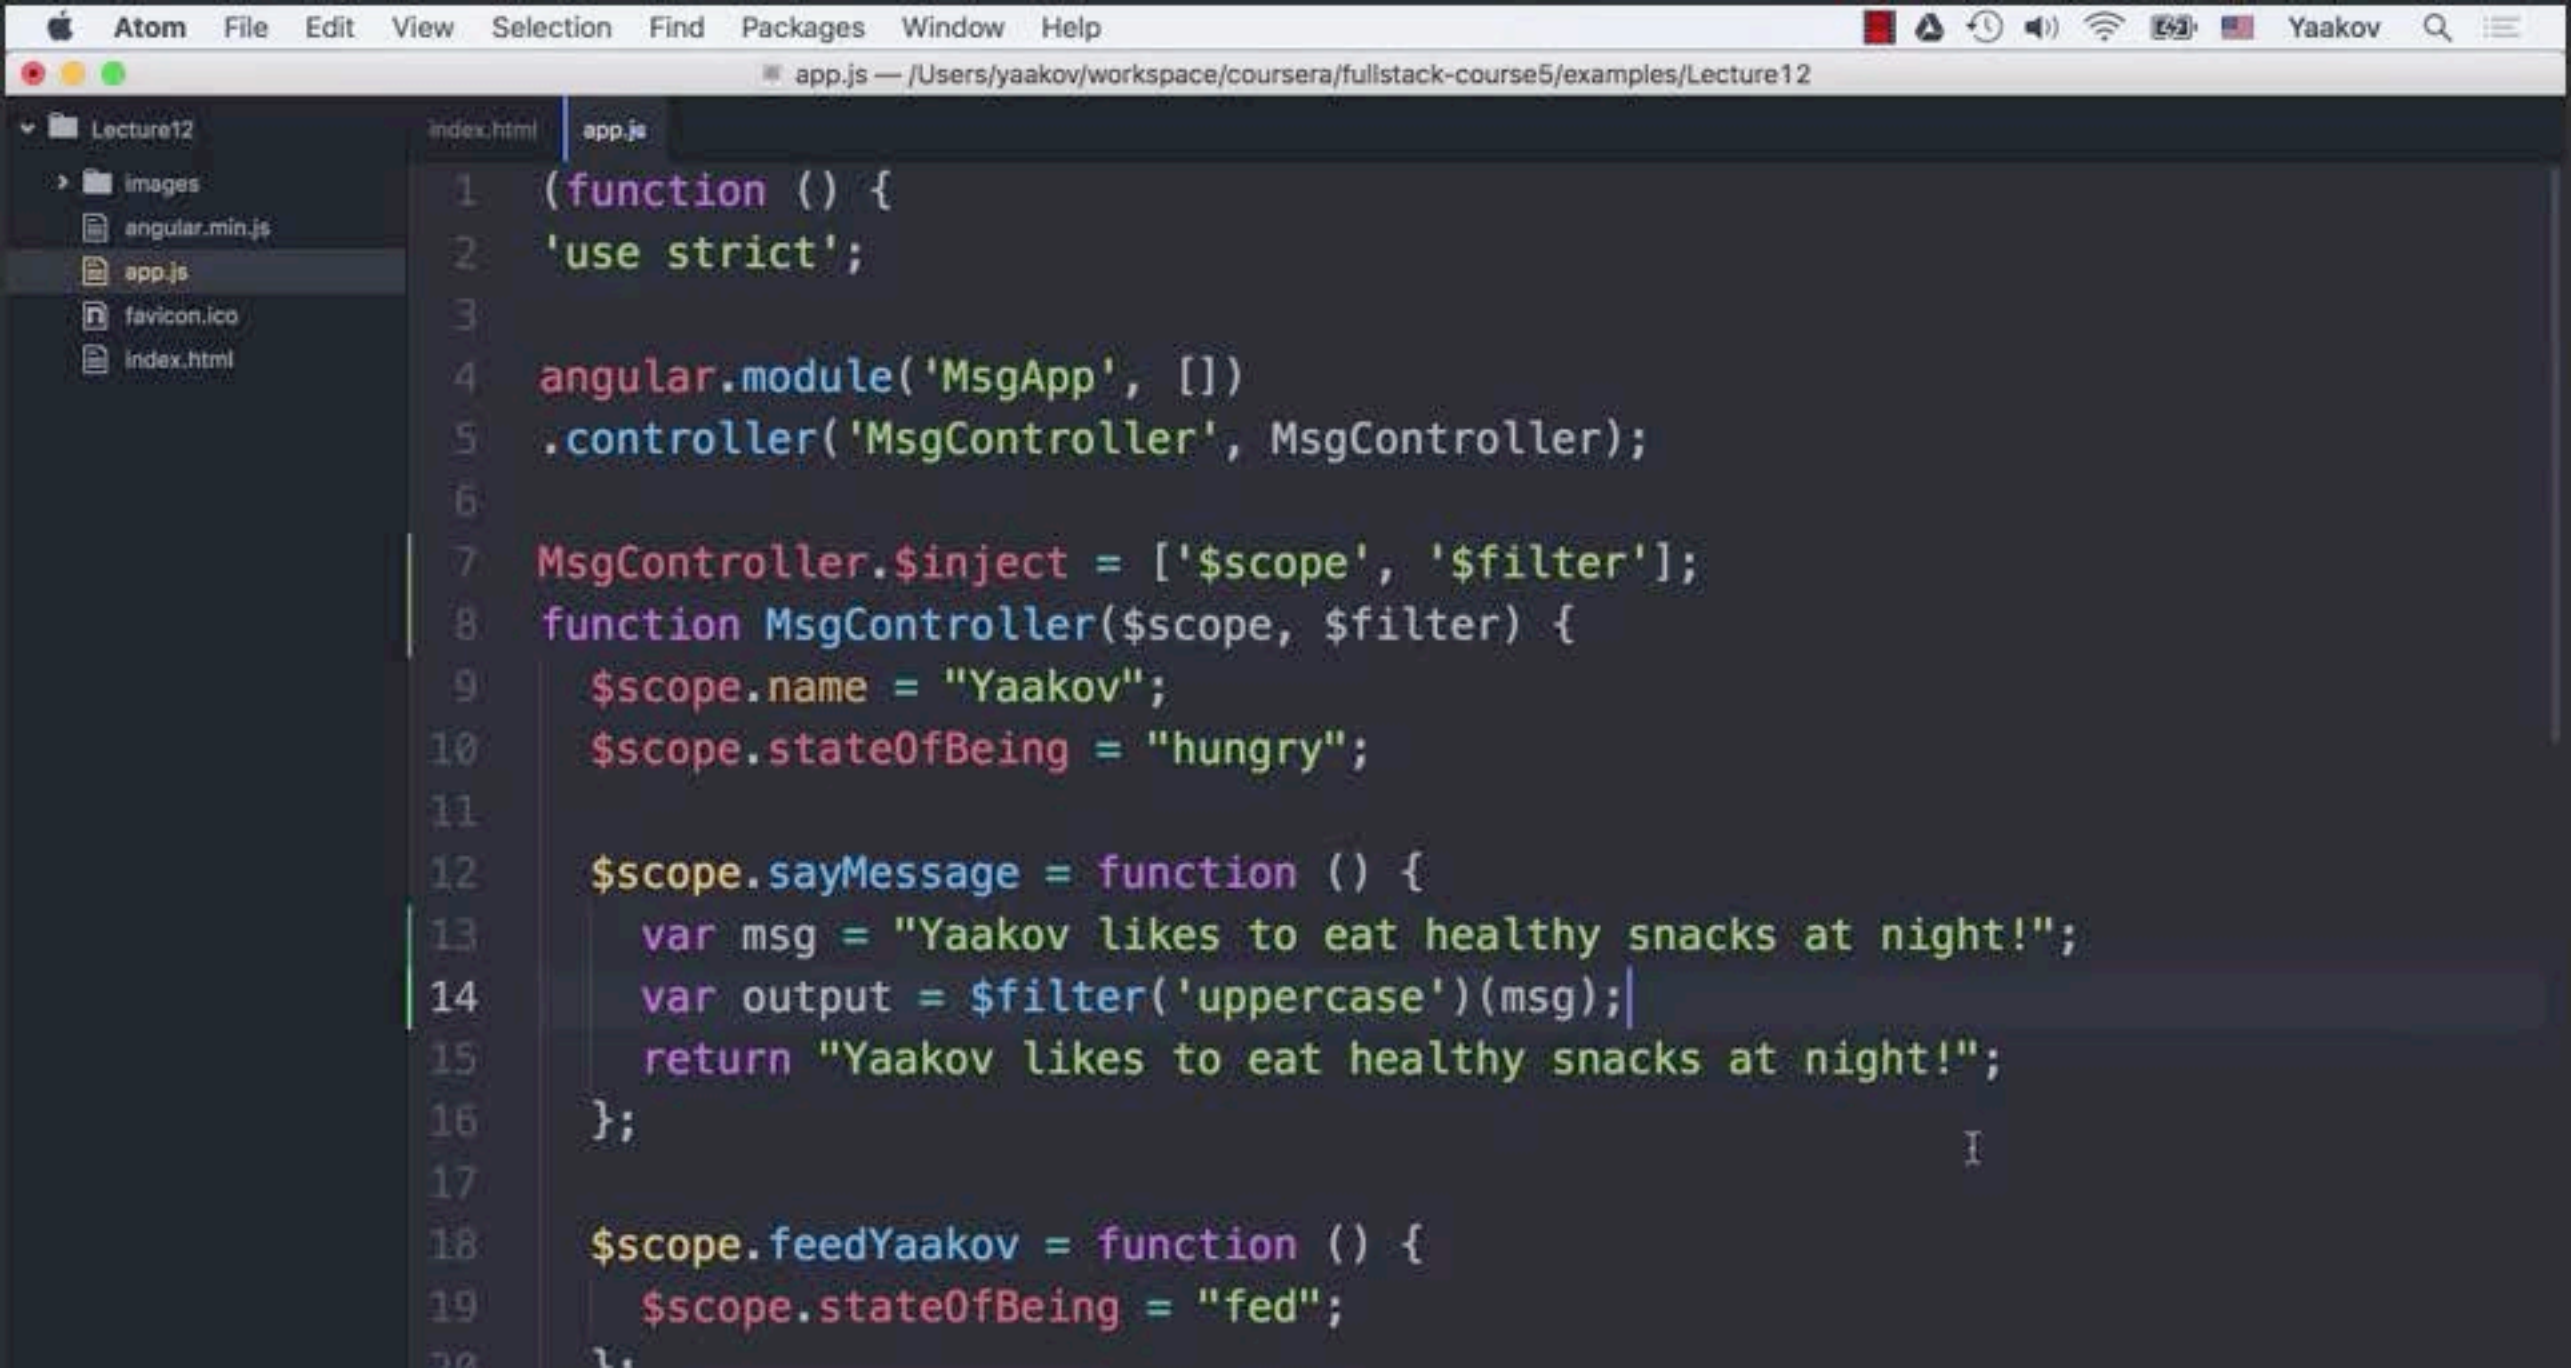 Atom File Edit View Selection Find Packages Window Help Yaakov
app.js — /Users/yaakov/workspace/coursera/fullstack-course5/examples/Lecture12
Lecture12
images
angular.min.js
app.js
favicon.ico
index.html
index.html app.js
1 (function () {
2 'use strict';
3
4 angular.module('MsgApp', [])
5 .controller('MsgController', MsgController);
6
7 MsgController.$inject = ['$scope', '$filter'];
8 function MsgController($scope, $filter) {
9 $scope.name = "Yaakov";
10 $scope.stateOfBeing = "hungry";
11
12 $scope.sayMessage = function () {
13 var msg = "Yaakov likes to eat healthy snacks at night!";
14 var output = $filter('uppercase')(msg);
15 return "Yaakov likes to eat healthy snacks at night!";
16 };
17
18 $scope.feedYaakov = function () {
19 $scope.stateOfBeing = "fed";
20 };